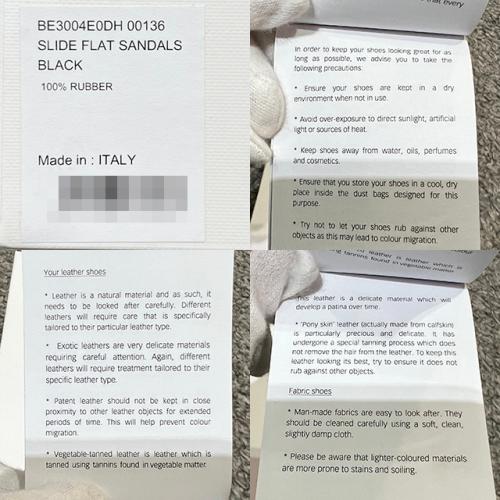 BE3004E0DH 00136
SLIDE FLAT SANDALS
BLACK
100% RUBBER
Made in : ITALY
that every
In order to keep your shoes looking great for as
long as possible, we advise you to take the
following precautions:
* Ensure your shoes are kept in a dry
environment when not in use.
* Avoid over-exposure to direct sunlight, artificial
light or sources of heat.
* Keep shoes away from water, oils, perfumes
and cosmetics.
* Ensure that you store your shoes in a cool, dry
place inside the dust bags designed for this
purpose.
* Try not to let your shoes rub against other
objects as this may lead to colour migration.
Your leather shoes
* Leather is a natural material and as such, it
needs to be looked after carefully. Different
leathers will require care that is specifically
tailored to their particular leather type.
* Exotic leathers are very delicate materials
requiring careful attention. Again, different
leathers will require treatment tailored to their
specific leather type.
* Patent leather should not be kept in close
proximity to other leather objects for extended
periods of time. This will help prevent colour
migration.
* Vegetable-tanned leather is leather which is
tanned using tannins found in vegetable matter.
leather is leather which is
tanning tannins found in vegetable matter
This leather is a delicate material which will
develop a patina over time.
* 'Pony skin' leather (actually made from calfskin)
is particularly precious and delicate. It has
undergone a special tanning process which does
not remove the hair from the leather. To keep this
leather looking its best, try to ensure it does not
rub against other objects.
Fabric shoes
* Man-made fabrics are easy to look after. They
should be cleaned carefully using a soft, clean,
slightly damp cloth.
* Please be aware that lighter-coloured materials
are more prone to stains and soiling.